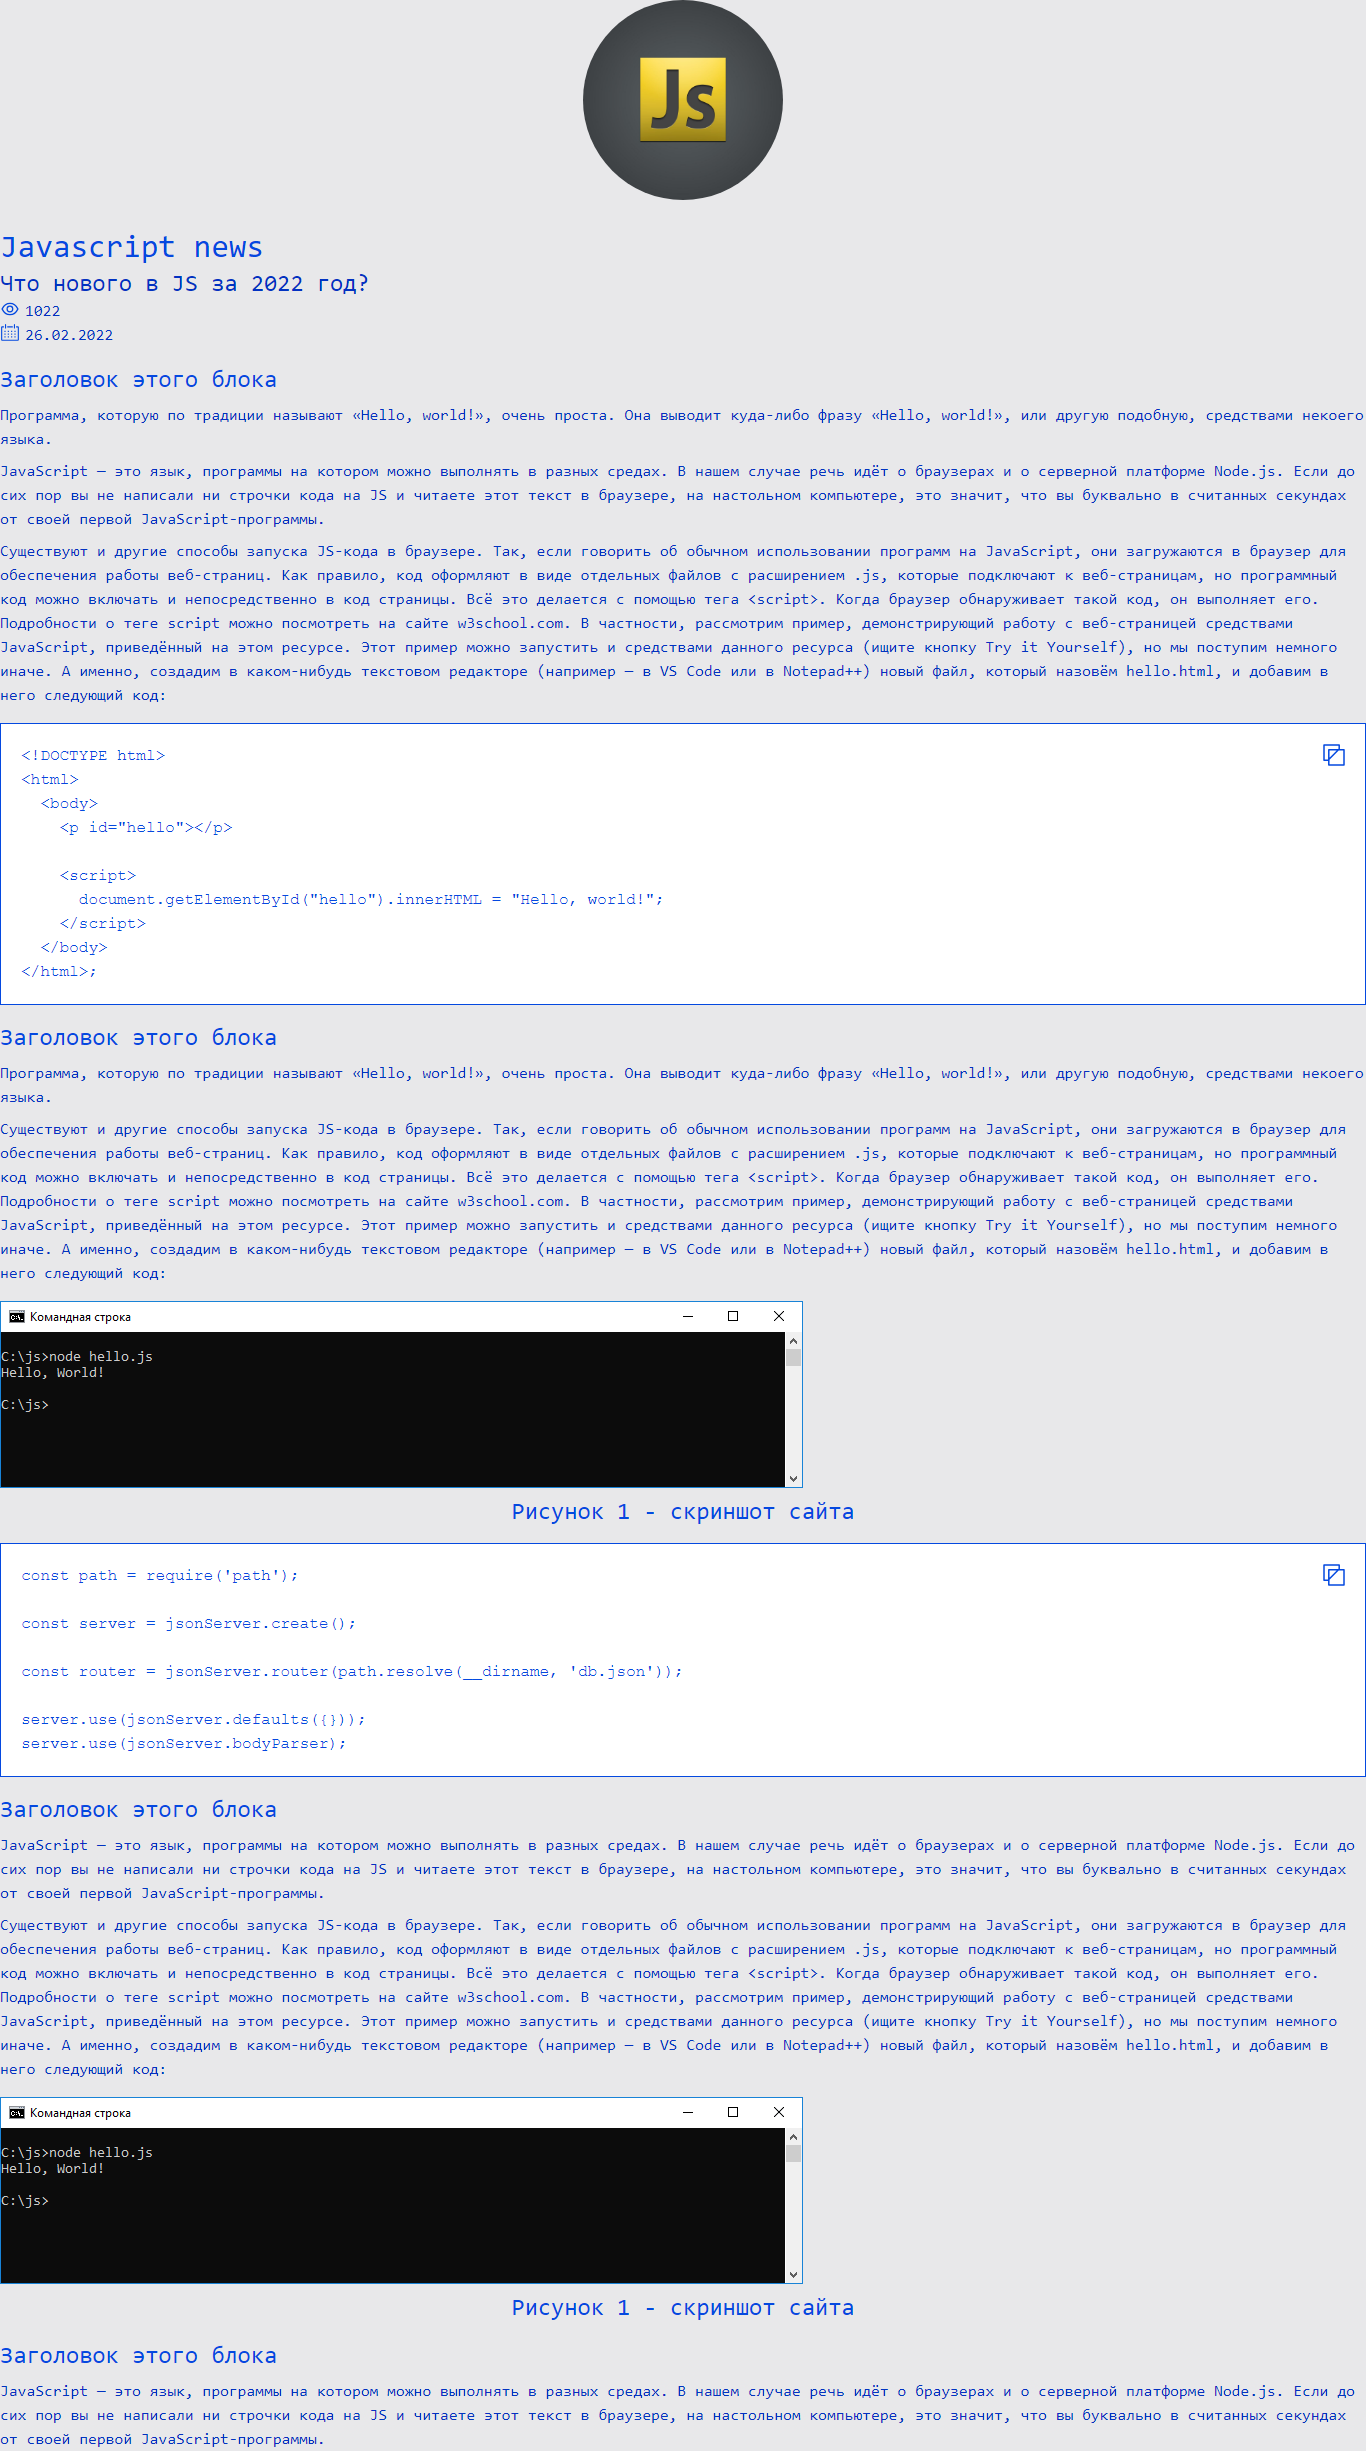 Js
Javascript news
Что нового в JS за 2022 год?
1022
26.02.2022
Заголовок этого блока
Программа, которую по традиции называют «Hello, world!», очень проста. Она выводит куда-либо фразу «Hello, world!», или другую подобную, средствами некоего
языка.
JavaScript — это язык, программы на котором можно выполнять в разных средах. В нашем случае речь идёт о браузерах и о серверной платформе Node.js. Если до
сих пор вы не написали ни строчки кода на JS и читаете этот текст в браузере, на настольном компьютере, это значит, что вы буквально в считанных секундах
от своей первой JavaScript-программы.
Существуют и другие способы запуска JS-кода в браузере. Так, если говорить об обычном использовании программ на JavaScript, они загружаются в браузер для
обеспечения работы веб-страниц. Как правило, код оформляют в виде отдельных файлов с расширением .js, которые подключают к веб-страницам, но программный
код можно включать и непосредственно в код страницы. Всё это делается с помощью тега <script>. Когда браузер обнаруживает такой код, он выполняет его.
Подробности о теге script можно посмотреть на сайте w3school.com. В частности, рассмотрим пример, демонстрирующий работу с веб-страницей средствами
JavaScript, приведённый на этом ресурсе. Этот пример можно запустить и средствами данного ресурса (ищите кнопку Try it Yourself), но мы поступим немного
иначе. А именно, создадим в каком-нибудь текстовом редакторе (например — в VS Code или в Notepad++) новый файл, который назовём hello.html, и добавим в
него следующий код:
<!DOCTYPE html>
<html>
  <body>
    <p id="hello"></p>
    <script>
      document.getElementById("hello").innerHTML = "Hello, world!";
    </script>
  </body>
</html>;
Заголовок этого блока
Программа, которую по традиции называют «Hello, world!», очень проста. Она выводит куда-либо фразу «Hello, world!», или другую подобную, средствами некоего
языка.
Существуют и другие способы запуска JS-кода в браузере. Так, если говорить об обычном использовании программ на JavaScript, они загружаются в браузер для
обеспечения работы веб-страниц. Как правило, код оформляют в виде отдельных файлов с расширением .js, которые подключают к веб-страницам, но программный
код можно включать и непосредственно в код страницы. Всё это делается с помощью тега <script>. Когда браузер обнаруживает такой код, он выполняет его.
Подробности о теге script можно посмотреть на сайте w3school.com. В частности, рассмотрим пример, демонстрирующий работу с веб-страницей средствами
JavaScript, приведённый на этом ресурсе. Этот пример можно запустить и средствами данного ресурса (ищите кнопку Try it Yourself), но мы поступим немного
иначе. А именно, создадим в каком-нибудь текстовом редакторе (например — в VS Code или в Notepad++) новый файл, который назовём hello.html, и добавим в
него следующий код:
Командная строка
C:\js>node hello.js
Hello, World!
C:\js>
Рисунок 1 - скриншот сайта
const path = require('path');
const server = jsonServer.create();
const router = jsonServer.router(path.resolve(__dirname, 'db.json'));
server.use(jsonServer.defaults({}));
server.use(jsonServer.bodyParser);
Заголовок этого блока
JavaScript — это язык, программы на котором можно выполнять в разных средах. В нашем случае речь идёт о браузерах и о серверной платформе Node.js. Если до
сих пор вы не написали ни строчки кода на JS и читаете этот текст в браузере, на настольном компьютере, это значит, что вы буквально в считанных секундах
от своей первой JavaScript-программы.
Существуют и другие способы запуска JS-кода в браузере. Так, если говорить об обычном использовании программ на JavaScript, они загружаются в браузер для
обеспечения работы веб-страниц. Как правило, код оформляют в виде отдельных файлов с расширением .js, которые подключают к веб-страницам, но программный
код можно включать и непосредственно в код страницы. Всё это делается с помощью тега <script>. Когда браузер обнаруживает такой код, он выполняет его.
Подробности о теге script можно посмотреть на сайте w3school.com. В частности, рассмотрим пример, демонстрирующий работу с веб-страницей средствами
JavaScript, приведённый на этом ресурсе. Этот пример можно запустить и средствами данного ресурса (ищите кнопку Try it Yourself), но мы поступим немного
иначе. А именно, создадим в каком-нибудь текстовом редакторе (например — в VS Code или в Notepad++) новый файл, который назовём hello.html, и добавим в
него следующий код:
Командная строка
C:\js>node hello.js
Hello, World!
C:\js>
Рисунок 1 - скриншот сайта
Заголовок этого блока
JavaScript — это язык, программы на котором можно выполнять в разных средах. В нашем случае речь идёт о браузерах и о серверной платформе Node.js. Если до
сих пор вы не написали ни строчки кода на JS и читаете этот текст в браузере, на настольном компьютере, это значит, что вы буквально в считанных секундах
от своей первой JavaScript-программы.